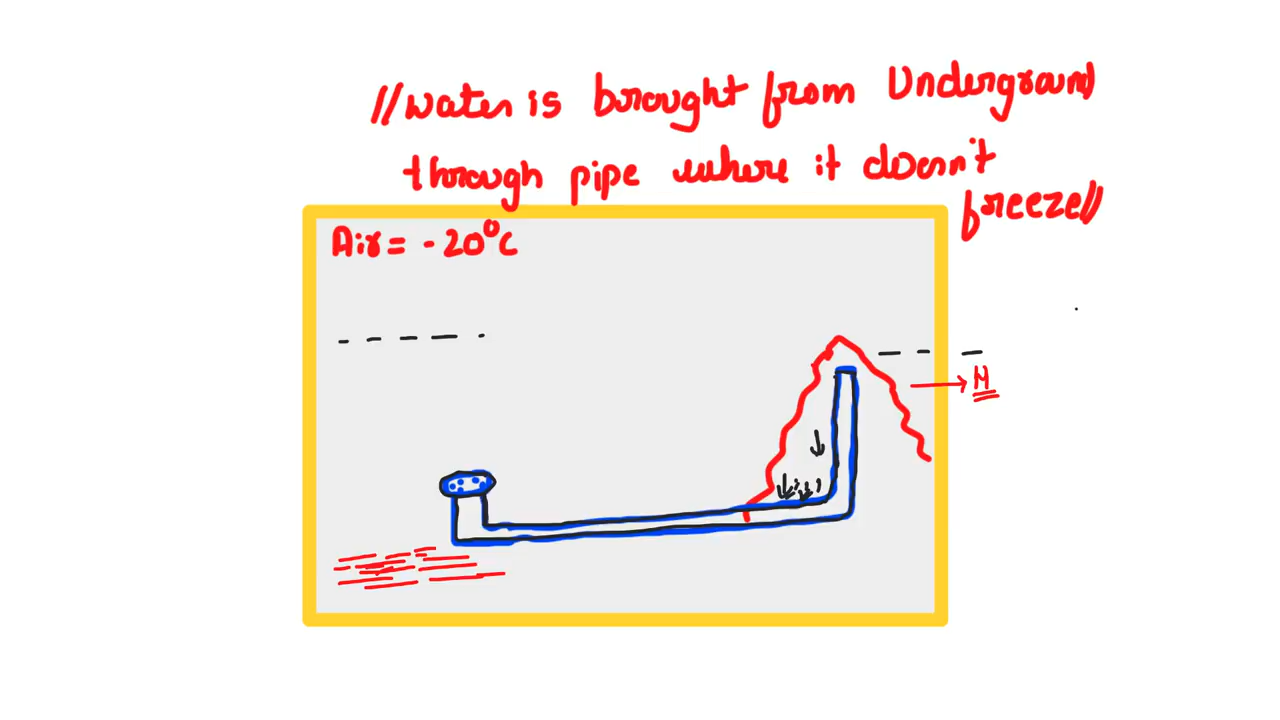 //water is brought from Underground
through pipe where it doesn't
freeze//
Air = -20°C
M